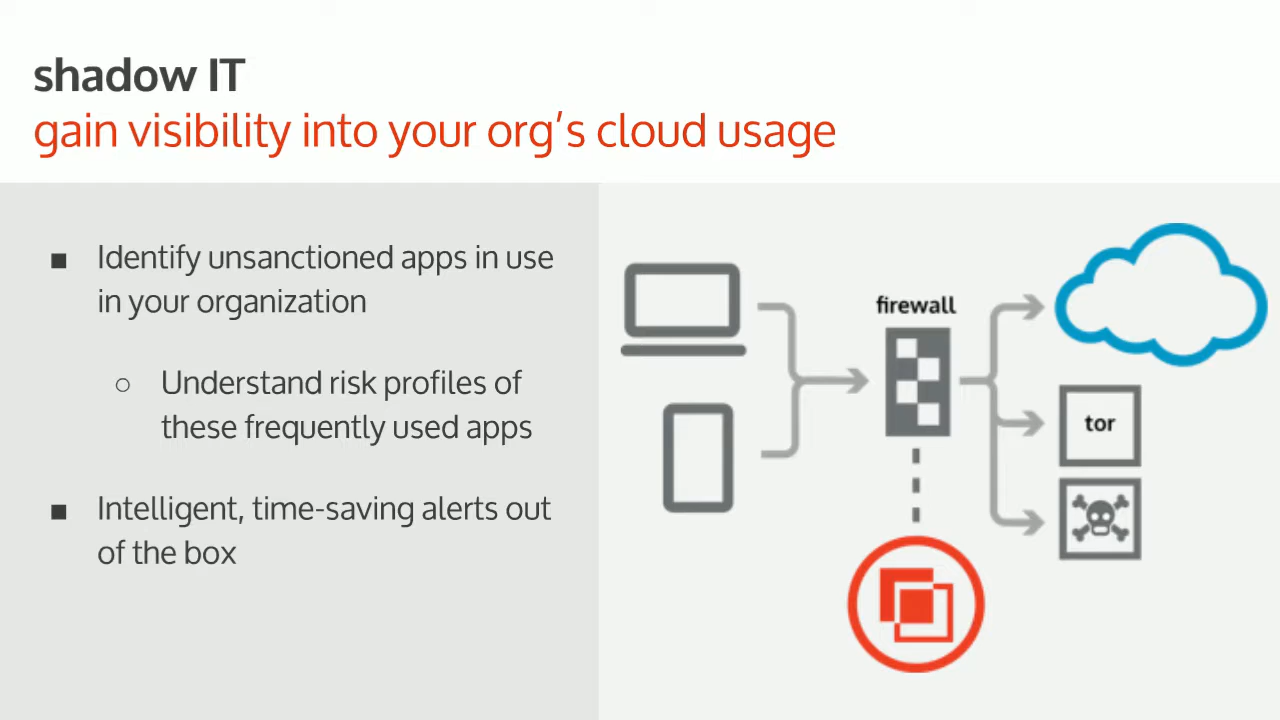 shadow IT
gain visibility into your org’s cloud usage
■ Identify unsanctioned apps in use
in your organization
○ Understand risk profiles of
these frequently used apps
■ Intelligent, time-saving alerts out
of the box
firewall
tor